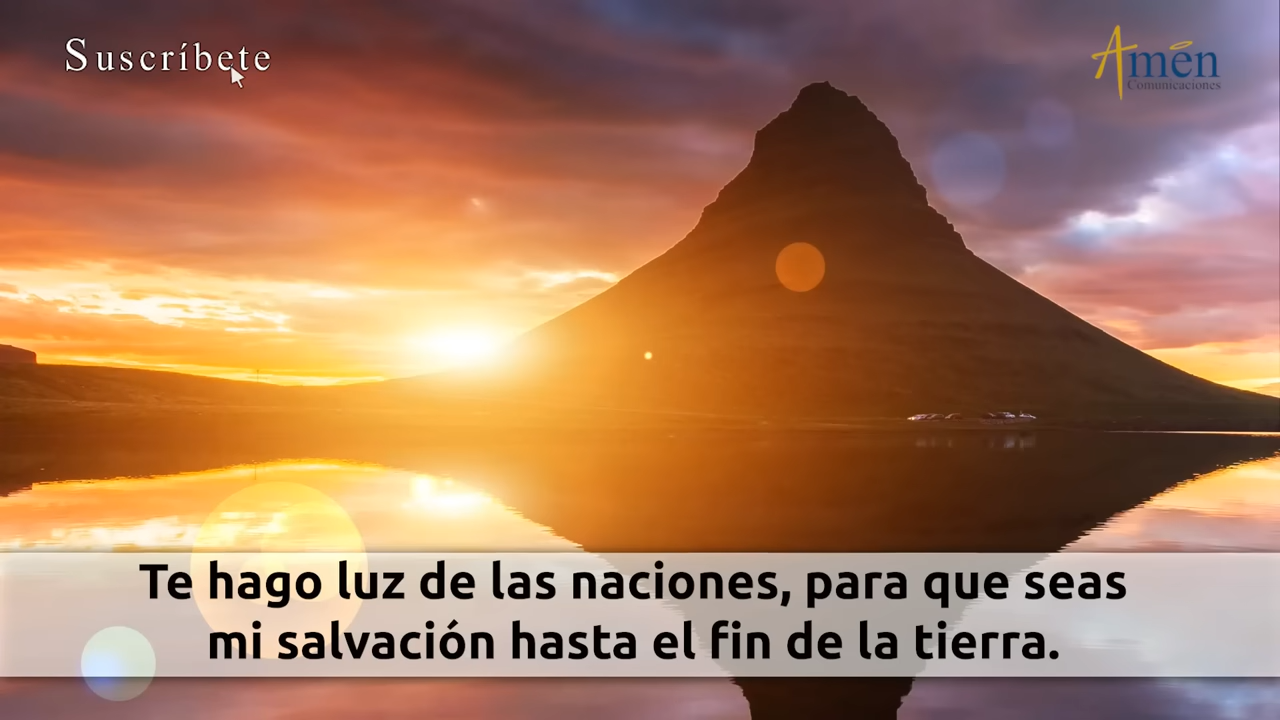 Suscríbete
Amén
Comunicaciones
Te hago luz de las naciones, para que seas
mi salvación hasta el fin de la tierra.